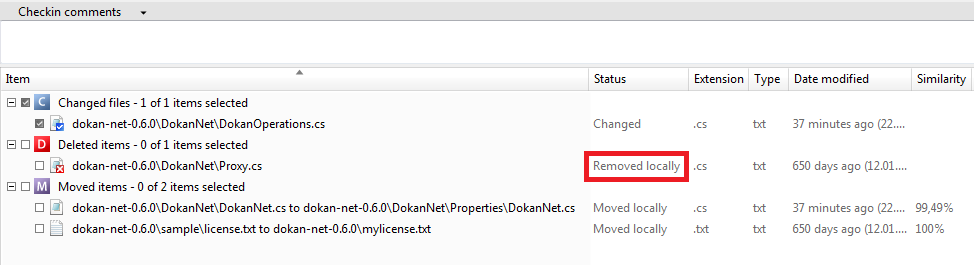 Checkin comments
Item Status Extension Type Date modified Similarity
C Changed files - 1 of 1 items selected
dokan-net-0.6.0\DokanNet\DokanOperations.cs Changed .cs txt 37 minutes ago (22....
D Deleted items - 0 of 1 items selected
dokan-net-0.6.0\DokanNet\Proxy.cs Removed locally .cs txt 650 days ago (12.01....
M Moved items - 0 of 2 items selected
dokan-net-0.6.0\DokanNet\DokanNet.cs to dokan-net-0.6.0\DokanNet\Properties\DokanNet.cs Moved locally .cs txt 37 minutes ago (22.... 99,49%
dokan-net-0.6.0\sample\license.txt to dokan-net-0.6.0\mylicense.txt Moved locally .txt txt 650 days ago (12.01.... 100%